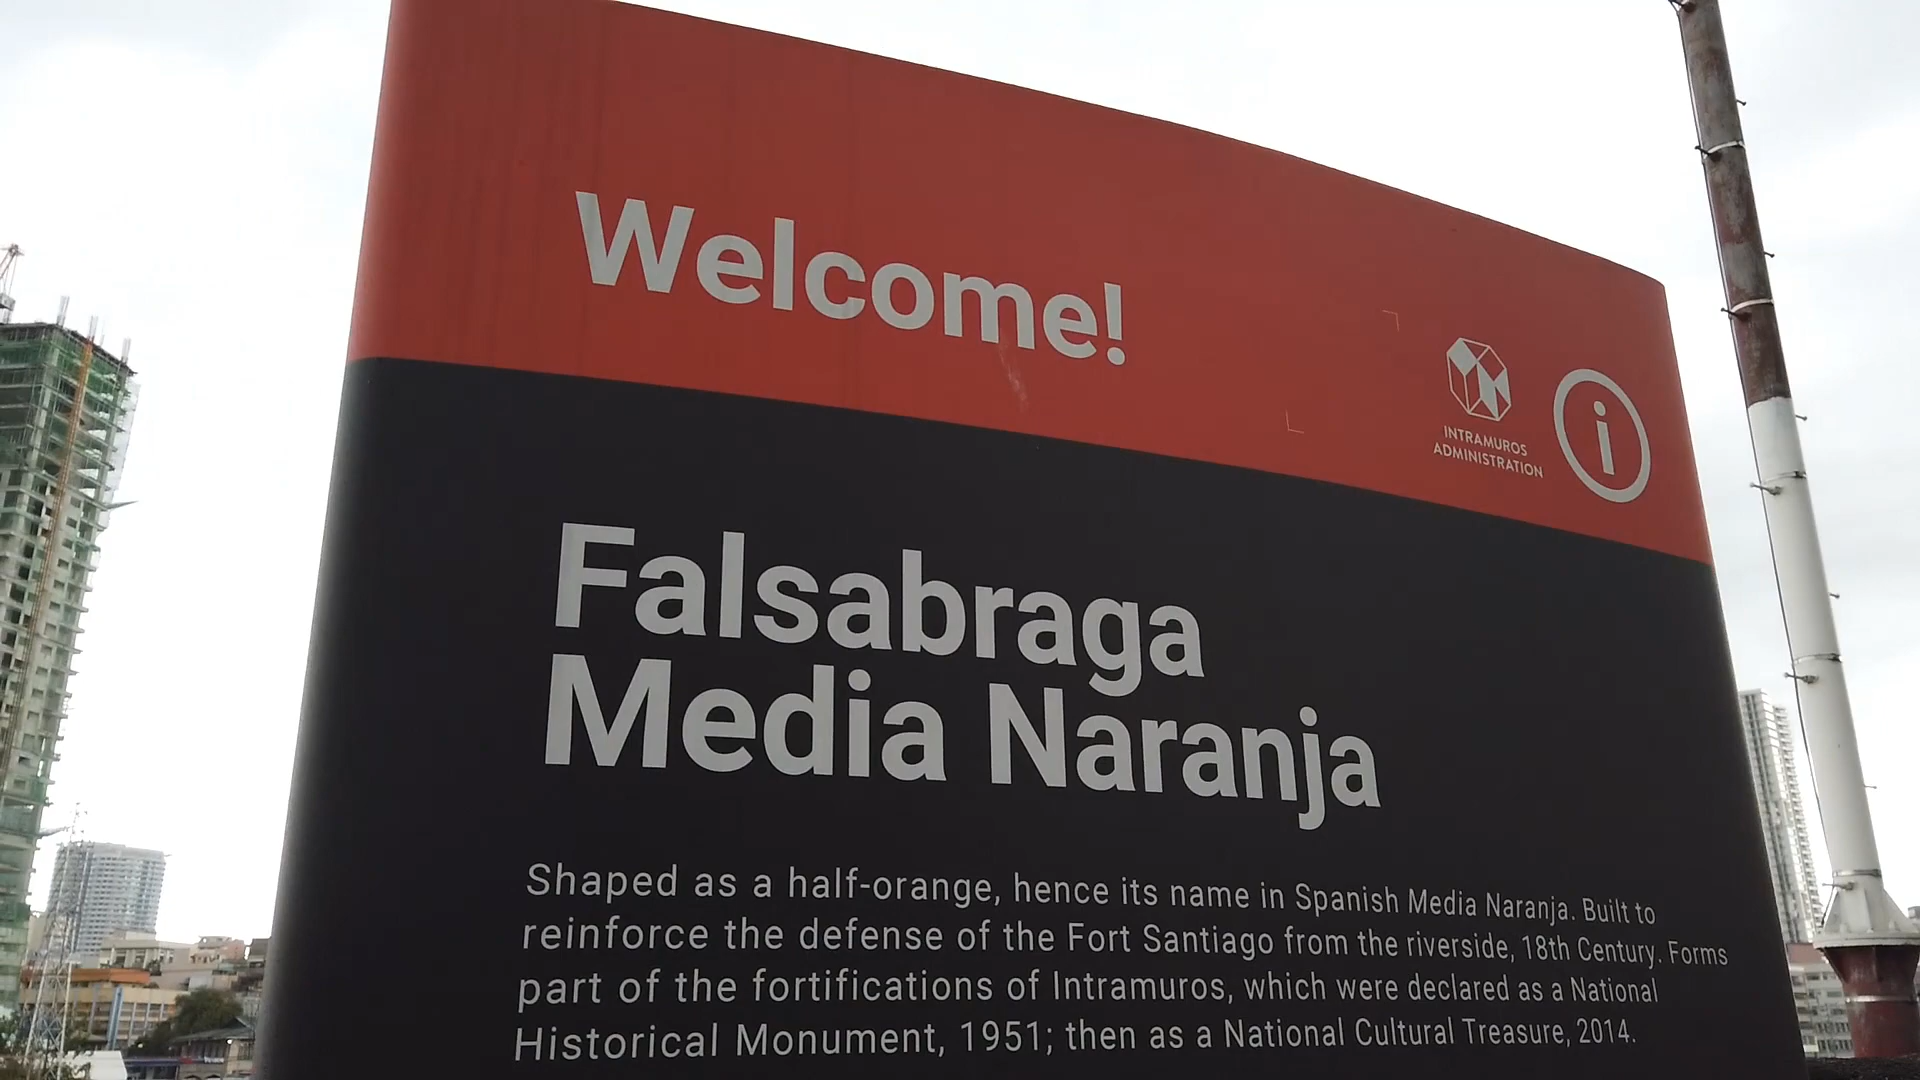 Welcome!
INTRAMUROS
ADMINISTRATION
i
Falsabraga
Media Naranja
Shaped as a half-orange, hence its name in Spanish Media Naranja. Built to
reinforce the defense of the Fort Santiago from the riverside, 18th Century. Forms
part of the fortifications of Intramuros, which were declared as a National
Historical Monument, 1951; then as a National Cultural Treasure, 2014.